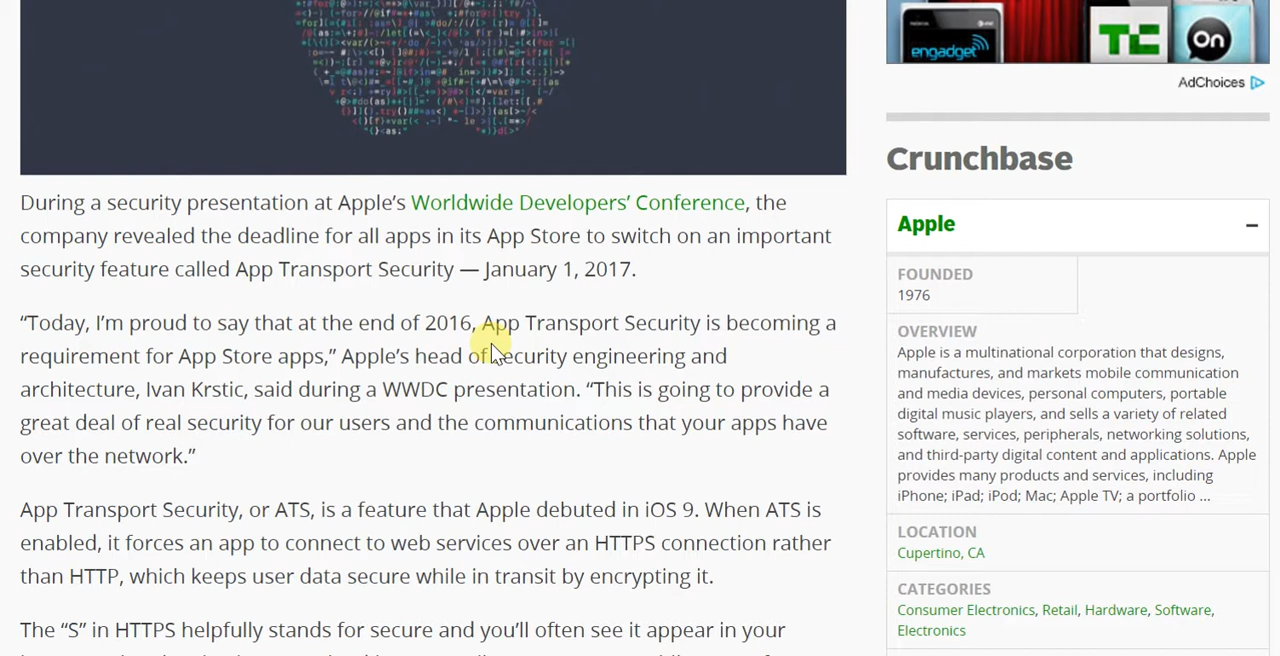 engadget
TC
On
AdChoices
Crunchbase
During a security presentation at Apple’s Worldwide Developers’ Conference, the
company revealed the deadline for all apps in its App Store to switch on an important
security feature called App Transport Security — January 1, 2017.
“Today, I’m proud to say that at the end of 2016, App Transport Security is becoming a
requirement for App Store apps,” Apple’s head of security engineering and
architecture, Ivan Krstic, said during a WWDC presentation. “This is going to provide a
great deal of real security for our users and the communications that your apps have
over the network.”
App Transport Security, or ATS, is a feature that Apple debuted in iOS 9. When ATS is
enabled, it forces an app to connect to web services over an HTTPS connection rather
than HTTP, which keeps user data secure while in transit by encrypting it.
The “S” in HTTPS helpfully stands for secure and you’ll often see it appear in your
Apple
FOUNDED
1976
OVERVIEW
Apple is a multinational corporation that designs,
manufactures, and markets mobile communication
and media devices, personal computers, portable
digital music players, and sells a variety of related
software, services, peripherals, networking solutions,
and third-party digital content and applications. Apple
provides many products and services, including
iPhone; iPad; iPod; Mac; Apple TV; a portfolio ...
LOCATION
Cupertino, CA
CATEGORIES
Consumer Electronics, Retail, Hardware, Software,
Electronics